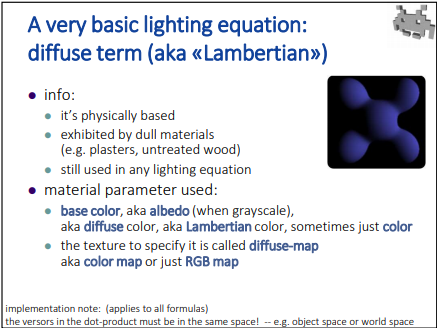 A very basic lighting equation:
diffuse term (aka «Lambertian»)
● info:
● it's physically based
● exhibited by dull materials
(e.g. plasters, untreated wood)
● still used in any lighting equation
● material parameter used:
● base color, aka albedo (when grayscale),
aka diffuse color, aka Lambertian color, sometimes just color
● the texture to specify it is called diffuse-map
aka color map or just RGB map
implementation note: (applies to all formulas)
the versors in the dot-product must be in the same space! -- e.g. object space or world space